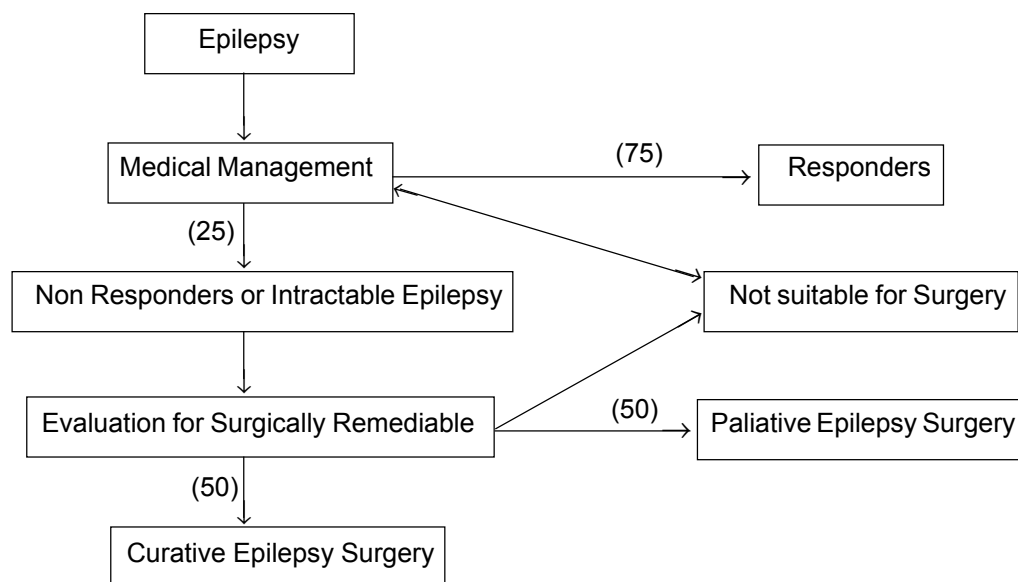 Epilepsy
Medical Management
(75)
Responders
(25)
Non Responders or Intractable Epilepsy
Not suitable for Surgery
Evaluation for Surgically Remediable
(50)
Paliative Epilepsy Surgery
(50)
Curative Epilepsy Surgery